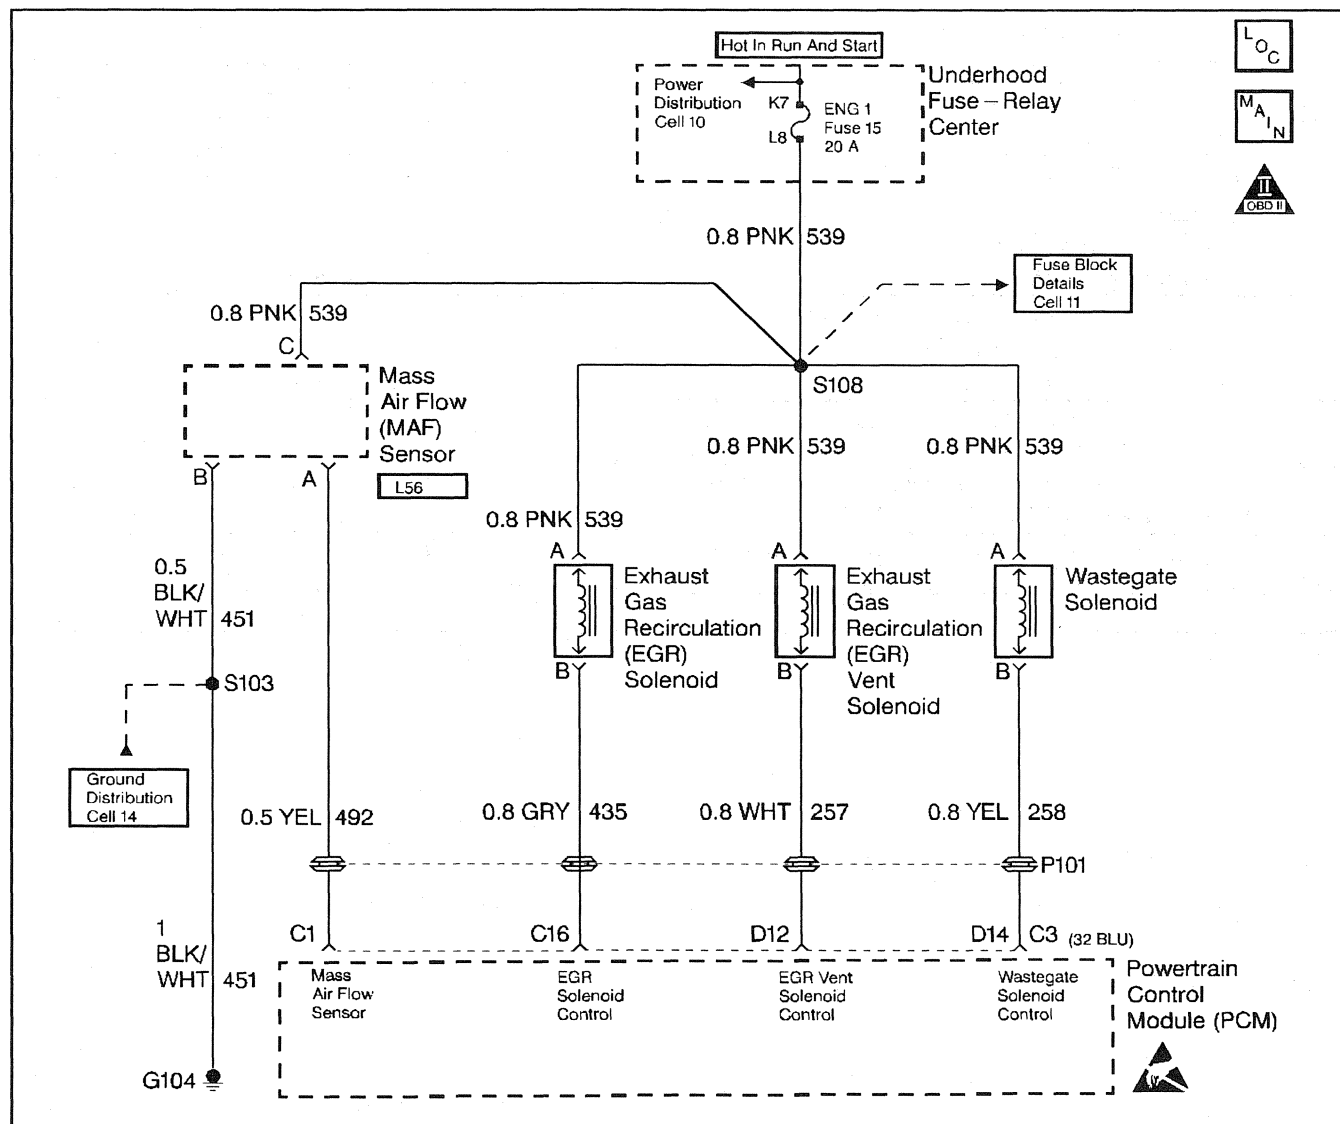 Hot In Run And Start
LOC
MAIN
II
OBD II
Power
Distribution
Cell 10
K7
L8
ENG 1
Fuse 15
20 A
Underhood
Fuse – Relay
Center
0.8 PNK 539
Fuse Block
Details
Cell 11
0.8 PNK 539
C
S108
Mass
Air Flow
(MAF)
Sensor
L56
B
A
0.8 PNK 539
0.8 PNK 539
0.8 PNK 539
A
A
A
0.5
BLK/
WHT 451
Exhaust
Gas
Recirculation
(EGR)
Solenoid
Exhaust
Gas
Recirculation
(EGR)
Vent
Solenoid
Wastegate
Solenoid
B
B
B
S103
Ground
Distribution
Cell 14
0.5 YEL 492
0.8 GRY 435
0.8 WHT 257
0.8 YEL 258
P101
1
BLK/
WHT 451
C1
C16
D12
D14
C3 (32 BLU)
Mass
Air Flow
Sensor
EGR
Solenoid
Control
EGR Vent
Solenoid
Control
Wastegate
Solenoid
Control
Powertrain
Control
Module (PCM)
G104